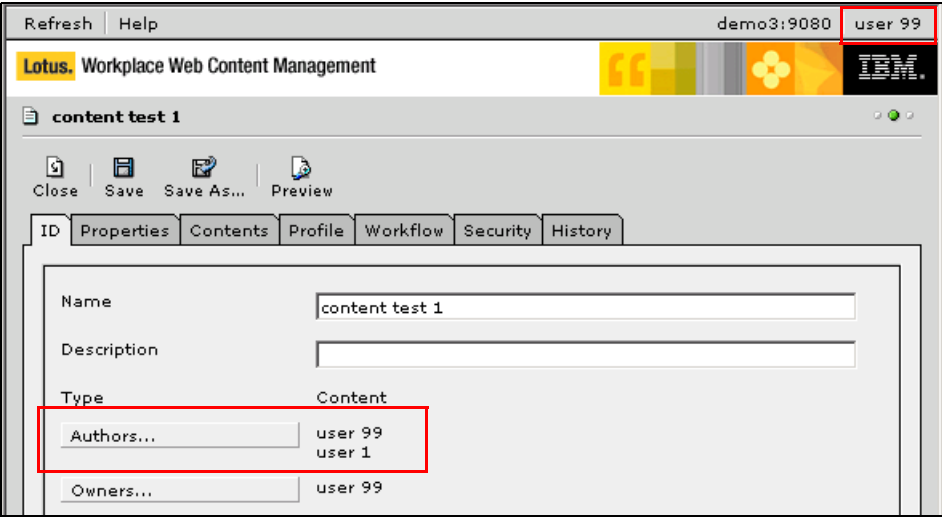 Refresh Help demo3:9080 user 99
Lotus. Workplace Web Content Management IBM.
content test 1
Close Save Save As... Preview
ID Properties Contents Profile Workflow Security History
Name content test 1
Description
Type Content
Authors... user 99
user 1
Owners... user 99